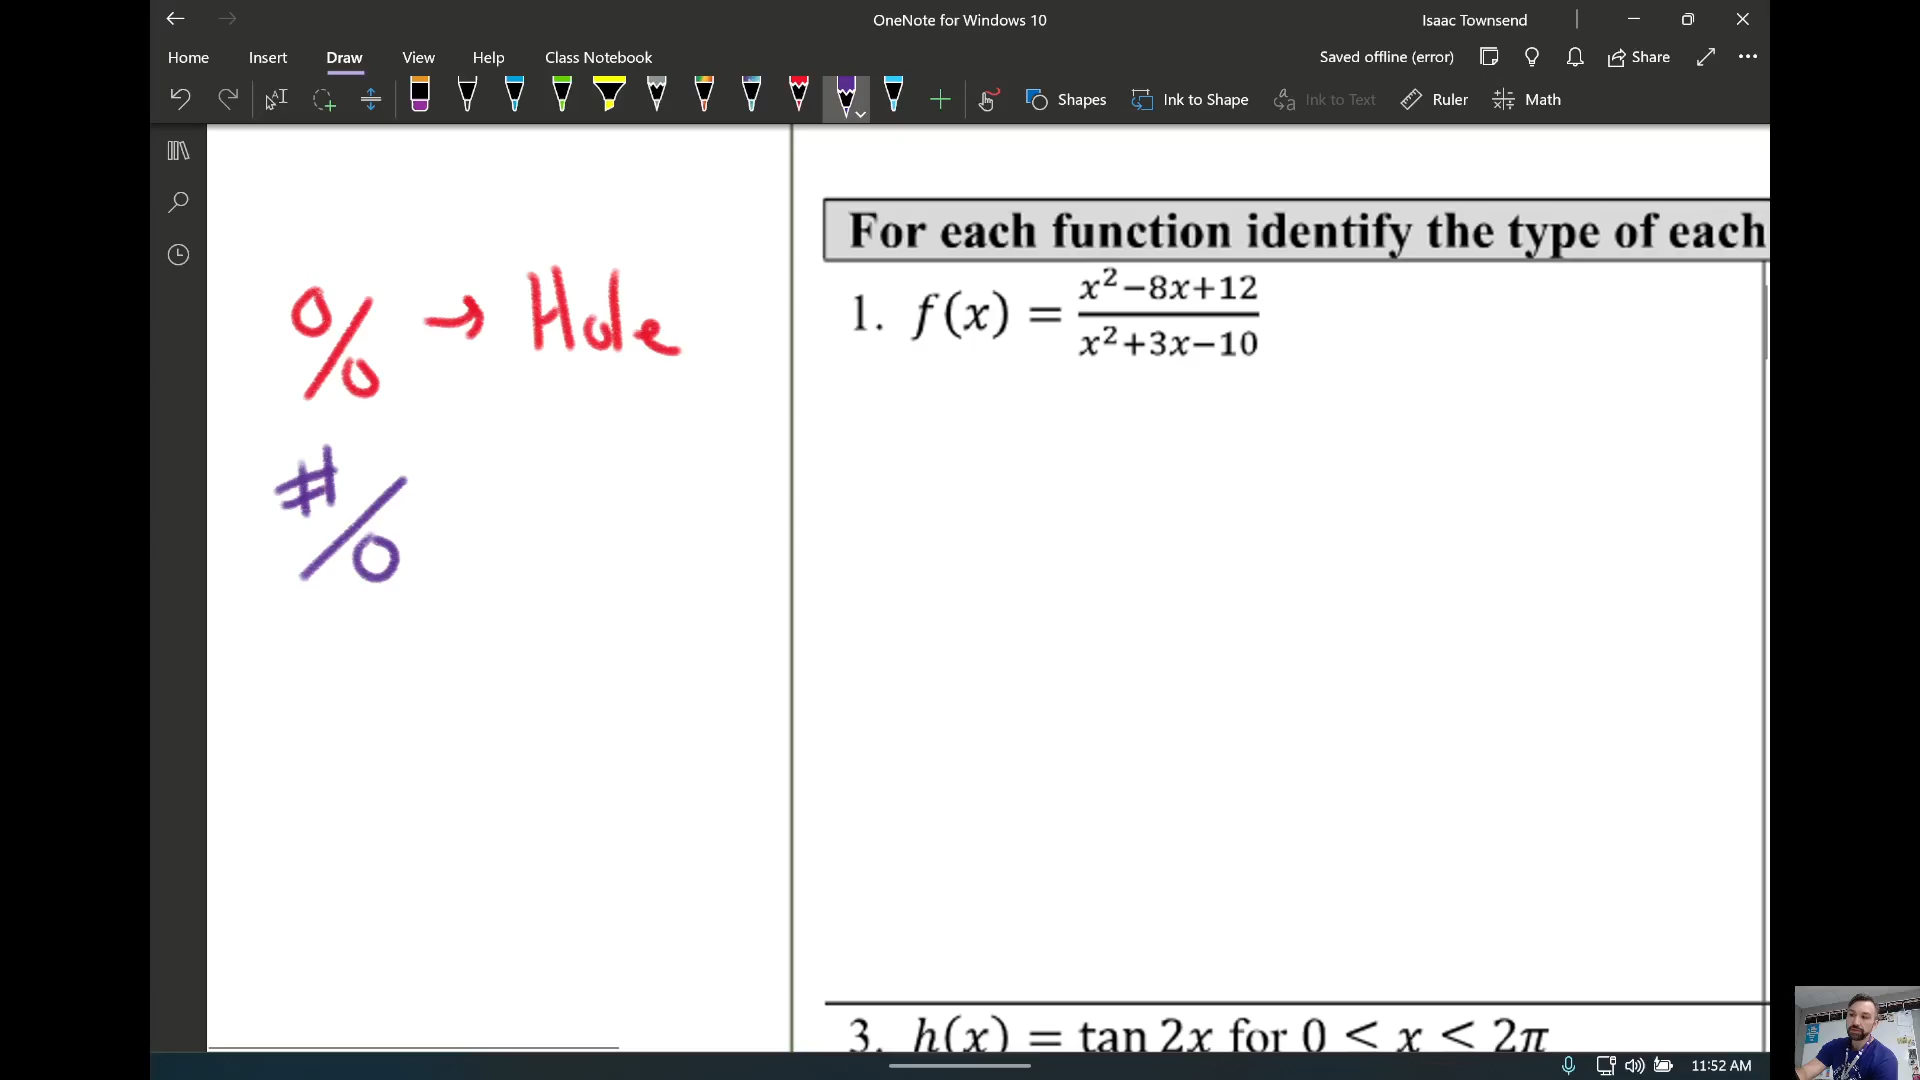 OneNote for Windows 10
Isaac Townsend
Home Insert Draw View Help Class Notebook
Saved offline (error)
Share
Shapes
Ink to Shape
Ink to Text
Ruler
Math
0/0 → Hole
#/0
For each function identify the type of each
1. f(x) = \frac{x²−8x+12}{x²+3x−10}
3. h(x) = tan 2x for 0 < x < 2π
11:52 AM